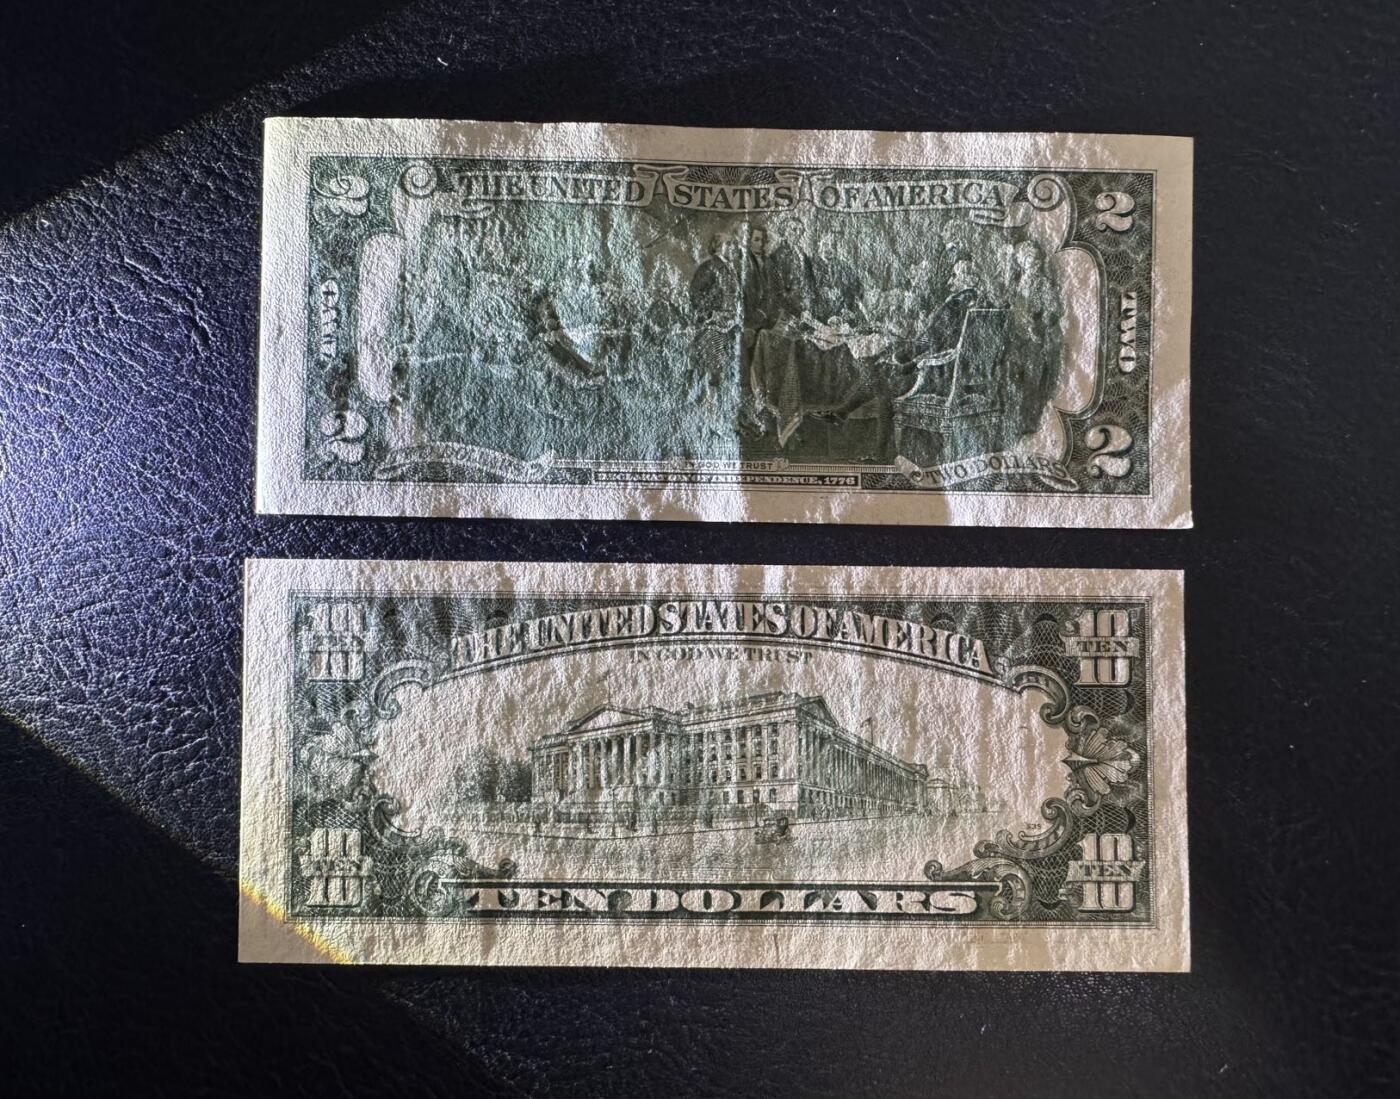 2 THE UNITED STATES OF AMERICA 2
TWO TWO
2 2
IN GOD WE TRUST
TWO DOLLARS
DECLARATION OF INDEPENDENCE, 1776
10 TEN 10
THE UNITED STATES OF AMERICA
10 TEN 10
IN GOD WE TRUST
10 TEN 10
TEN DOLLARS
10 TEN 10